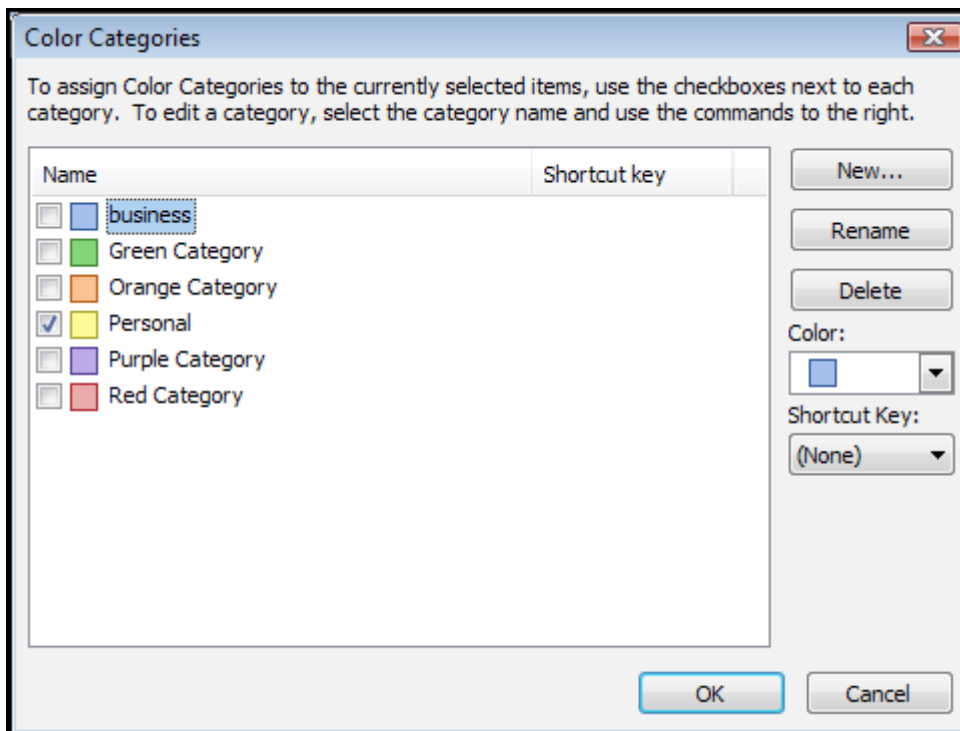 Color Categories
To assign Color Categories to the currently selected items, use the checkboxes next to each
category.  To edit a category, select the category name and use the commands to the right.
Name Shortcut key
business
Green Category
Orange Category
Personal
Purple Category
Red Category
New...
Rename
Delete
Color:
Shortcut Key:
(None)
OK Cancel